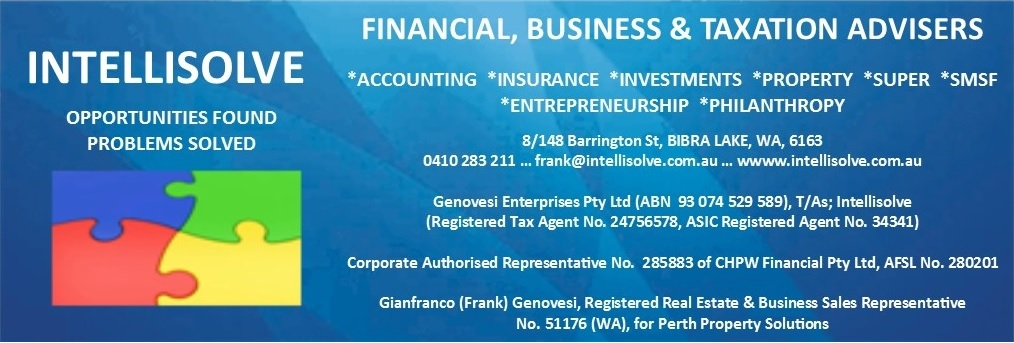 INTELLISOLVE
OPPORTUNITIES FOUND
PROBLEMS SOLVED
FINANCIAL, BUSINESS & TAXATION ADVISERS
*ACCOUNTING *INSURANCE *INVESTMENTS *PROPERTY *SUPER *SMSF
*ENTREPRENEURSHIP *PHILANTHROPY
8/148 Barrington St, BIBRA LAKE, WA, 6163
0410 283 211 ... frank@intellisolve.com.au ... wwww.intellisolve.com.au
Genovesi Enterprises Pty Ltd (ABN 93 074 529 589), T/As; Intellisolve
(Registered Tax Agent No. 24756578, ASIC Registered Agent No. 34341)
Corporate Authorised Representative No. 285883 of CHPW Financial Pty Ltd, AFSL No. 280201
Gianfranco (Frank) Genovesi, Registered Real Estate & Business Sales Representative
No. 51176 (WA), for Perth Property Solutions